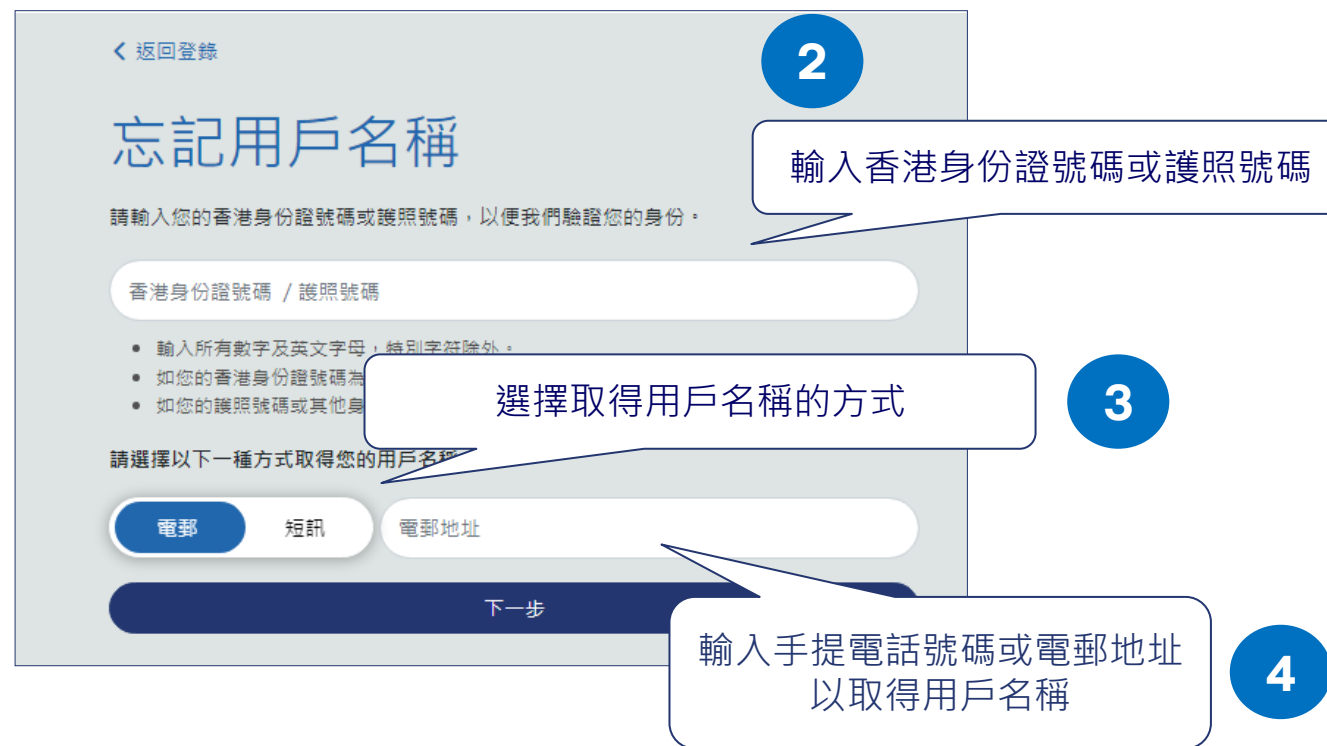 返回登錄
2
忘記用戶名稱
輸入香港身份證號碼或護照號碼
請輸入您的香港身份證號碼或護照號碼，以便我們驗證您的身份。
香港身份證號碼 / 護照號碼
輸入所有數字及英文字母，特別字符除外。
如您的香港身份證號碼為
如您的護照號碼或其他身
選擇取得用戶名稱的方式
3
請選擇以下一種方式取得您的用戶名稱
電郵 短訊 電郵地址
下一步
輸入手提電話號碼或電郵地址
以取得用戶名稱
4